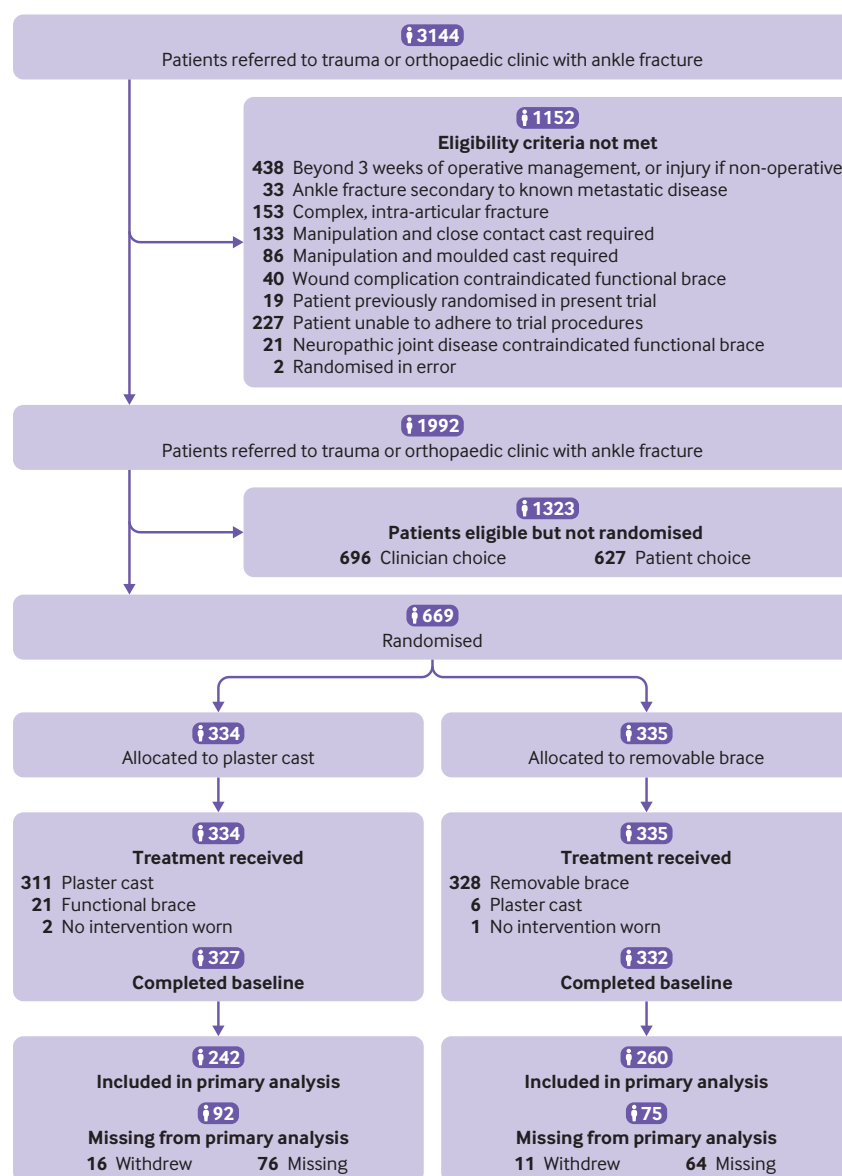 3144
Patients referred to trauma or orthopaedic clinic with ankle fracture
1152
Eligibility criteria not met
438 Beyond 3 weeks of operative management, or injury if non-operative
33 Ankle fracture secondary to known metastatic disease
153 Complex, intra-articular fracture
133 Manipulation and close contact cast required
86 Manipulation and moulded cast required
40 Wound complication contraindicated functional brace
19 Patient previously randomised in present trial
227 Patient unable to adhere to trial procedures
21 Neuropathic joint disease contraindicated functional brace
2 Randomised in error
1992
Patients referred to trauma or orthopaedic clinic with ankle fracture
1323
Patients eligible but not randomised
696 Clinician choice 627 Patient choice
669
Randomised
334
Allocated to plaster cast
335
Allocated to removable brace
334
Treatment received
311 Plaster cast
21 Functional brace
2 No intervention worn
327
Completed baseline
335
Treatment received
328 Removable brace
6 Plaster cast
1 No intervention worn
332
Completed baseline
242
Included in primary analysis
92
Missing from primary analysis
16 Withdrew 76 Missing
260
Included in primary analysis
75
Missing from primary analysis
11 Withdrew 64 Missing